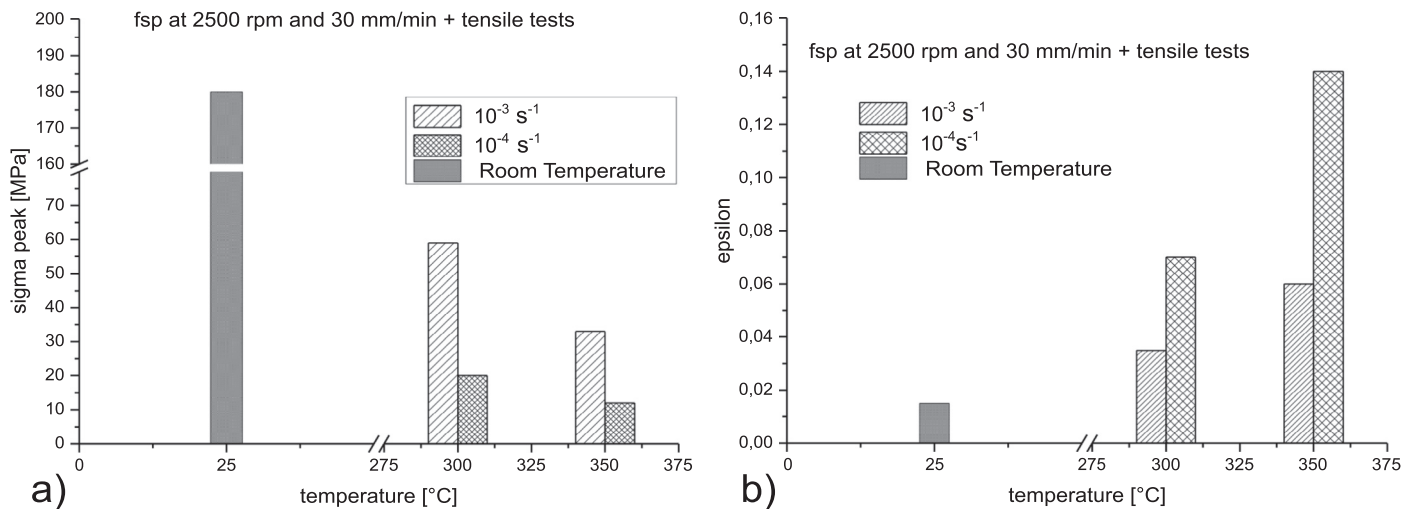 fsp at 2500 rpm and 30 mm/min + tensile tests
200
190
180
170
160
70
60
50
40
30
20
10
0
sigma peak [MPa]
10⁻³ s⁻¹
10⁻⁴ s⁻¹
Room Temperature
0 25 275 300 325 350 375
temperature [°C]
a)
fsp at 2500 rpm and 30 mm/min + tensile tests
0,16
0,14
0,12
0,10
0,08
0,06
0,04
0,02
0,00
epsilon
10⁻³ s⁻¹
10⁻⁴s⁻¹
Room Temperature
0 25 275 300 325 350 375
temperature [°C]
b)